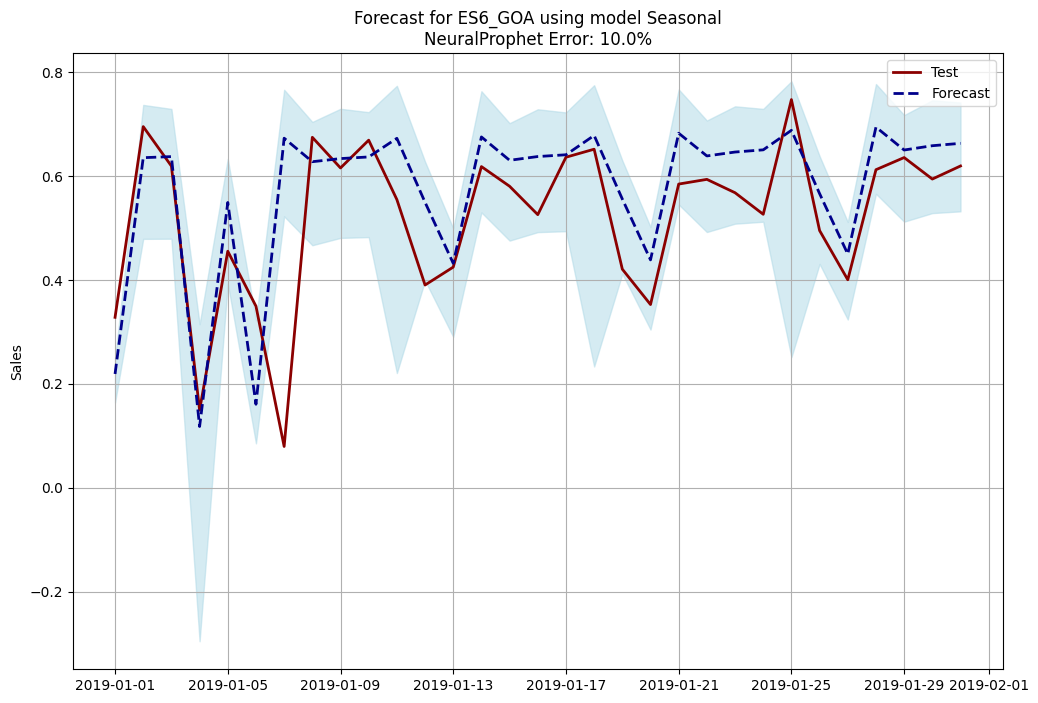 Forecast for ES6_GOA using model Seasonal
NeuralProphet Error: 10.0%
Test
Forecast
Sales
0.8
0.6
0.4
0.2
0.0
−0.2
2019-01-01 2019-01-05 2019-01-09 2019-01-13 2019-01-17 2019-01-21 2019-01-25 2019-01-29 2019-02-01